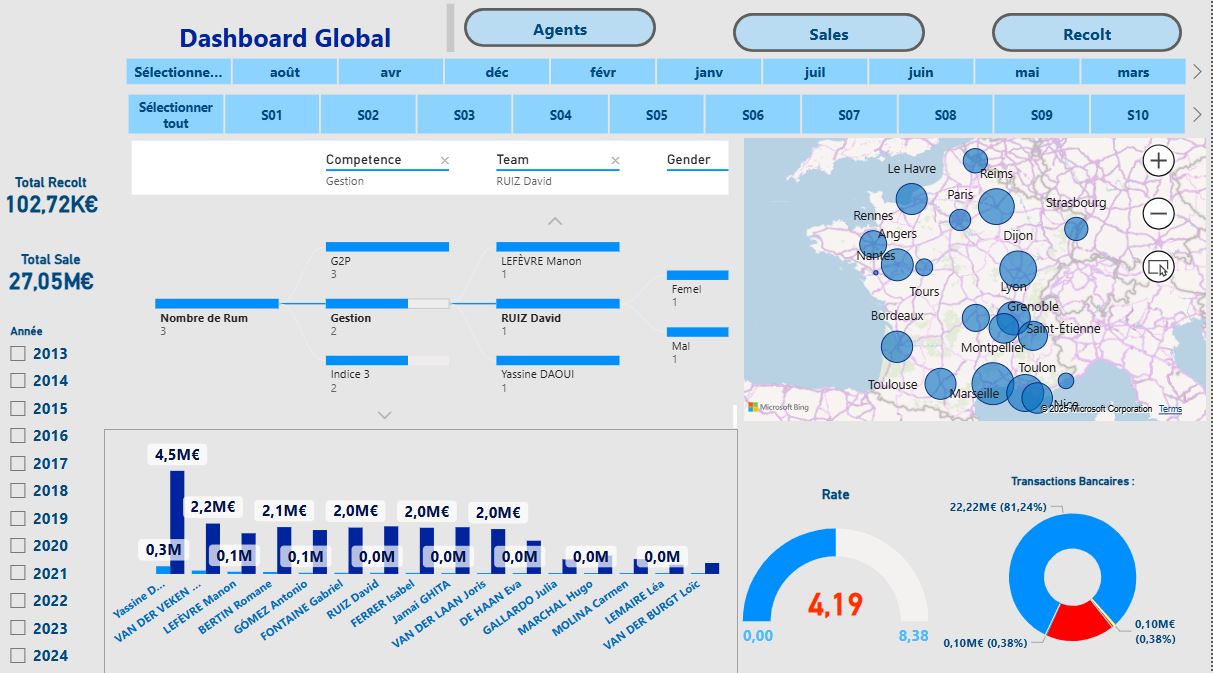 Dashboard Global
Agents
Sales
Recolt
Sélectionne... août avr déc févr janv juil juin mai mars
Sélectionner tout S01 S02 S03 S04 S05 S06 S07 S08 S09 S10
Total Recolt
102,72K€
Total Sale
27,05M€
Année
2013
2014
2015
2016
2017
2018
2019
2020
2021
2022
2023
2024
Competence
Gestion
Team
RUIZ David
Gender
Nombre de Rum
3
G2P
3
Gestion
2
Indice 3
2
LEFÈVRE Manon
1
RUIZ David
1
Yassine DAOUI
1
Femel
1
Mal
1
Le Havre
Reims
Paris
Strasbourg
Rennes
Angers
Dijon
Nantes
Tours
Lyon
Bordeaux
Grenoble
Saint-Étienne
Montpellier
Toulon
Toulouse
Marseille
Nice
Microsoft Bing
© 2025 Microsoft Corporation Terms
4,5M€
2,2M€
2,1M€
2,0M€
2,0M€
2,0M€
0,3M
0,1M
0,1M
0,0M
0,0M
0,0M
0,0M
0,0M
Yassine D...
VAN DER VEKEN ...
LEFÈVRE Manon
BERTIN Romane
GÓMEZ Antonio
FONTAINE Gabriel
RUIZ David
FERRER Isabel
Jamai GHITA
VAN DER LAAN Joris
DE HAAN Eva
GALLARDO Julia
MARCHAL Hugo
MOLINA Carmen
LEMAIRE Léa
VAN DER BURGT Loïc
Rate
4,19
0,00
8,38
Transactions Bancaires :
22,22M€ (81,24%)
0,10M€ (0,38%)
0,10M€
(0,38%)